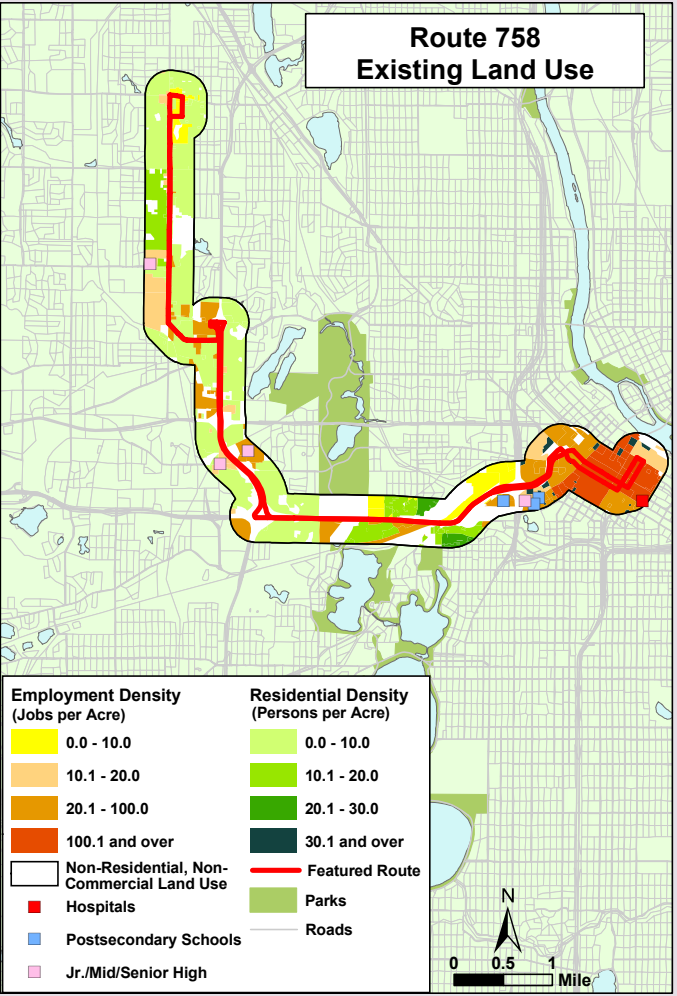 Route 758
Existing Land Use
Employment Density
(Jobs per Acre)
0.0 - 10.0
10.1 - 20.0
20.1 - 100.0
100.1 and over
Non-Residential, Non-
Commercial Land Use
Hospitals
Postsecondary Schools
Jr./Mid/Senior High
Residential Density
(Persons per Acre)
0.0 - 10.0
10.1 - 20.0
20.1 - 30.0
30.1 and over
Featured Route
Parks
Roads
N
0 0.5 1
Mile